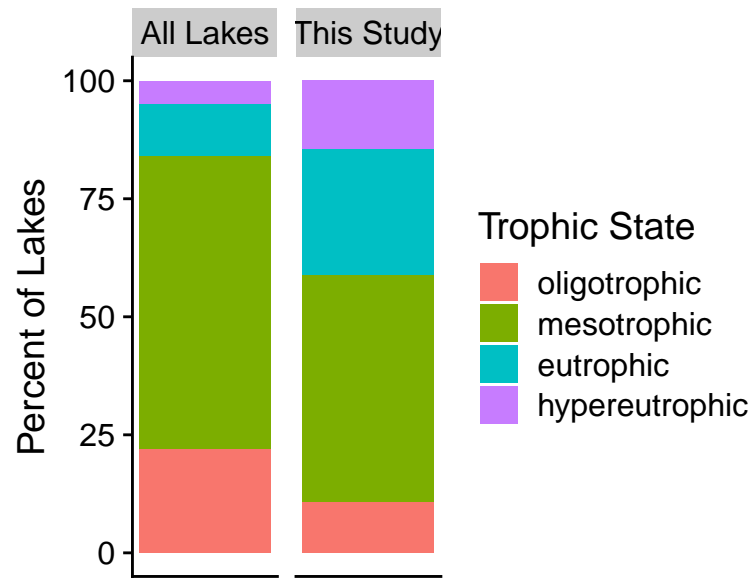 All Lakes
This Study
100
75
50
25
0
Percent of Lakes
Trophic State
oligotrophic
mesotrophic
eutrophic
hypereutrophic